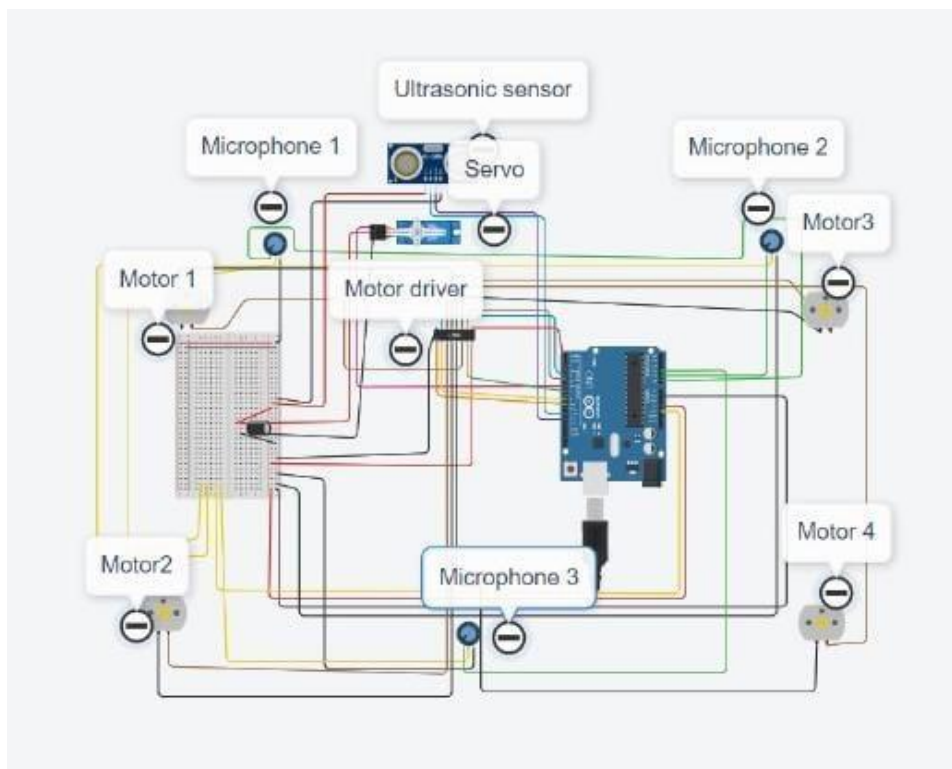 Ultrasonic sensor
Microphone 1
Microphone 2
Servo
Motor3
Motor 1
Motor driver
Motor 4
Motor2
Microphone 3